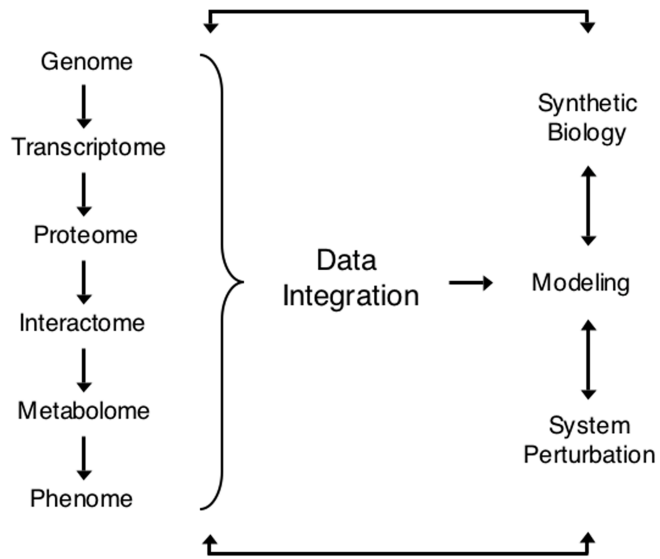 Genome
Transcriptome
Proteome
Interactome
Metabolome
Phenome
Data
Integration
Synthetic
Biology
Modeling
System
Perturbation